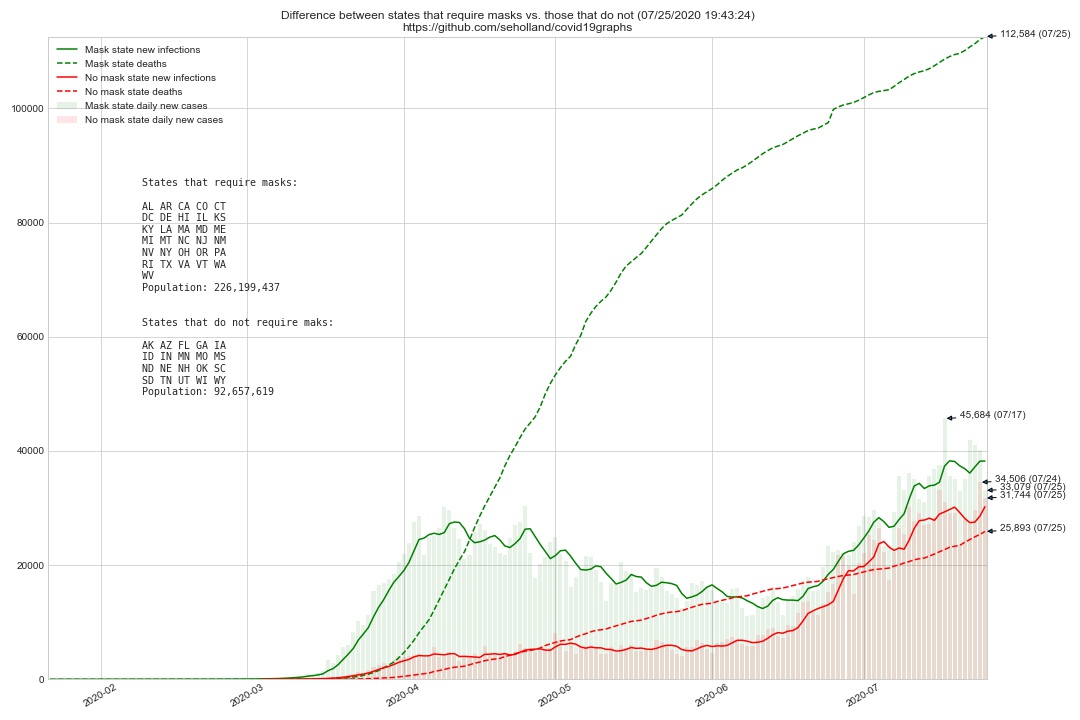 Difference between states that require masks vs. those that do not (07/25/2020 19:43:24)
https://github.com/seholland/covid19graphs
Mask state new infections
Mask state deaths
No mask state new infections
No mask state deaths
Mask state daily new cases
No mask state daily new cases
112,584 (07/25)
100000
80000
60000
40000
20000
0
States that require masks:
AL AR CA CO CT
DC DE HI IL KS
KY LA MA MD ME
MI MT NC NJ NM
NV NY OH OR PA
RI TX VA VT WA
WV
Population: 226,199,437
States that do not require maks:
AK AZ FL GA IA
ID IN MN MO MS
ND NE NH OK SC
SD TN UT WI WY
Population: 92,657,619
45,684 (07/17)
34,506 (07/24)
33,079 (07/25)
31,744 (07/25)
25,893 (07/25)
2020-02
2020-03
2020-04
2020-05
2020-06
2020-07